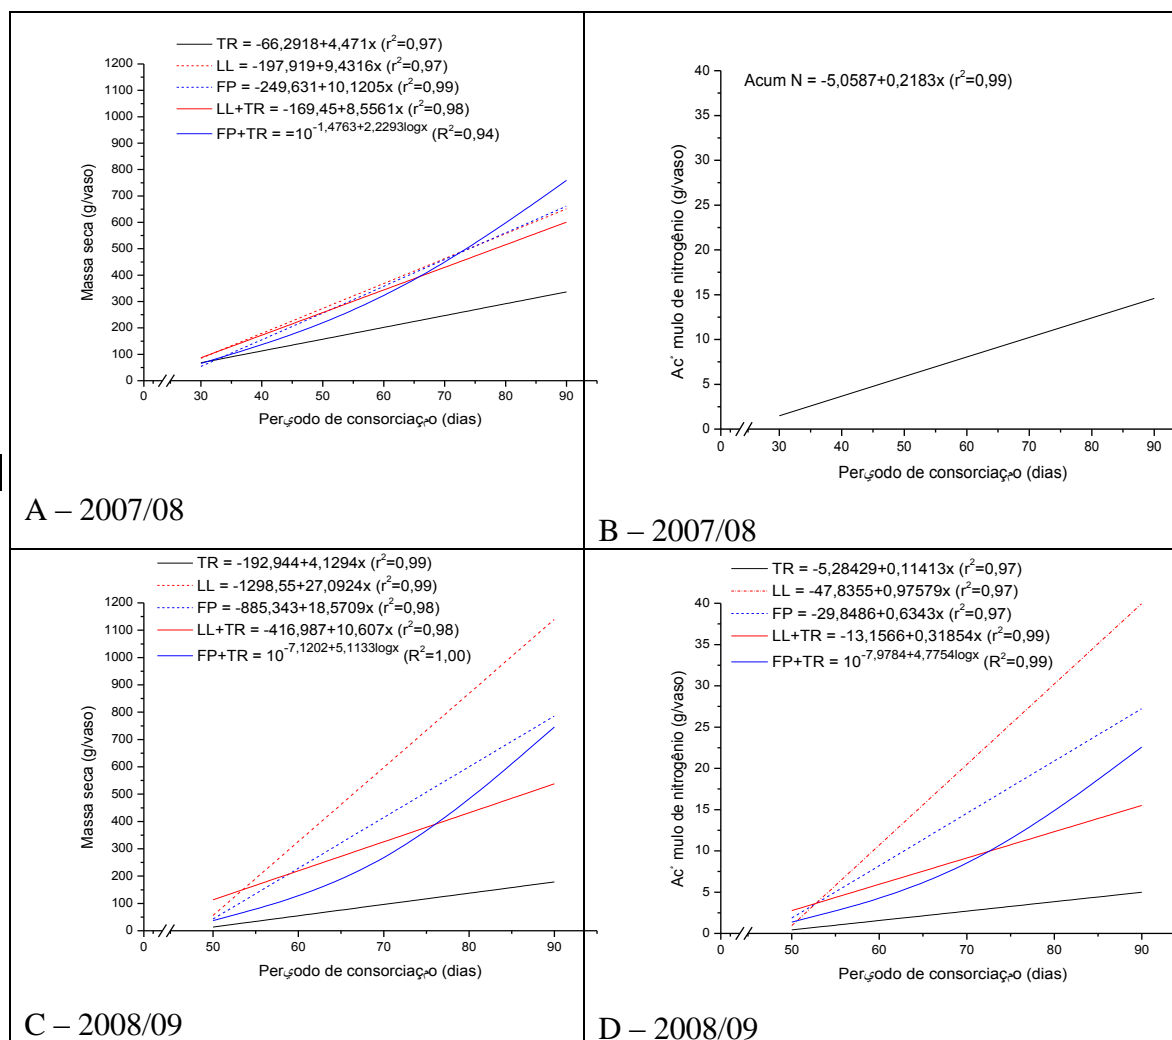 TR = -66,2918+4,471x (r²=0,97)
LL = -197,919+9,4316x (r²=0,97)
FP = -249,631+10,1205x (r²=0,99)
LL+TR = -169,45+8,5561x (r²=0,98)
FP+TR = =10^-1,4763+2,2293logx (R²=0,94)
1200
1100
1000
900
800
700
600
500
400
300
200
100
0
Massa seca (g/vaso)
0 30 40 50 60 70 80 90
Perيodo de consorciaçمo (dias)
A – 2007/08
Acum N = -5,0587+0,2183x (r²=0,99)
40
35
30
25
20
15
10
5
0
Ac˚ mulo de nitrogênio (g/vaso)
0 30 40 50 60 70 80 90
Perيodo de consorciaçمo (dias)
B – 2007/08
TR = -192,944+4,1294x (r²=0,99)
LL = -1298,55+27,0924x (r²=0,99)
FP = -885,343+18,5709x (r²=0,98)
LL+TR = -416,987+10,607x (r²=0,98)
FP+TR = 10^-7,1202+5,1133logx (R²=1,00)
1200
1100
1000
900
800
700
600
500
400
300
200
100
0
Massa seca (g/vaso)
0 50 60 70 80 90
Perيodo de consorciaçمo (dias)
C – 2008/09
TR = -5,28429+0,11413x (r²=0,97)
LL = -47,8355+0,97579x (r²=0,97)
FP = -29,8486+0,6343x (r²=0,97)
LL+TR = -13,1566+0,31854x (r²=0,99)
FP+TR = 10^-7,9784+4,7754logx (R²=0,99)
40
35
30
25
20
15
10
5
0
Ac˚ mulo de nitrogênio (g/vaso)
0 50 60 70 80 90
Perيodo de consorciaçمo (dias)
D – 2008/09